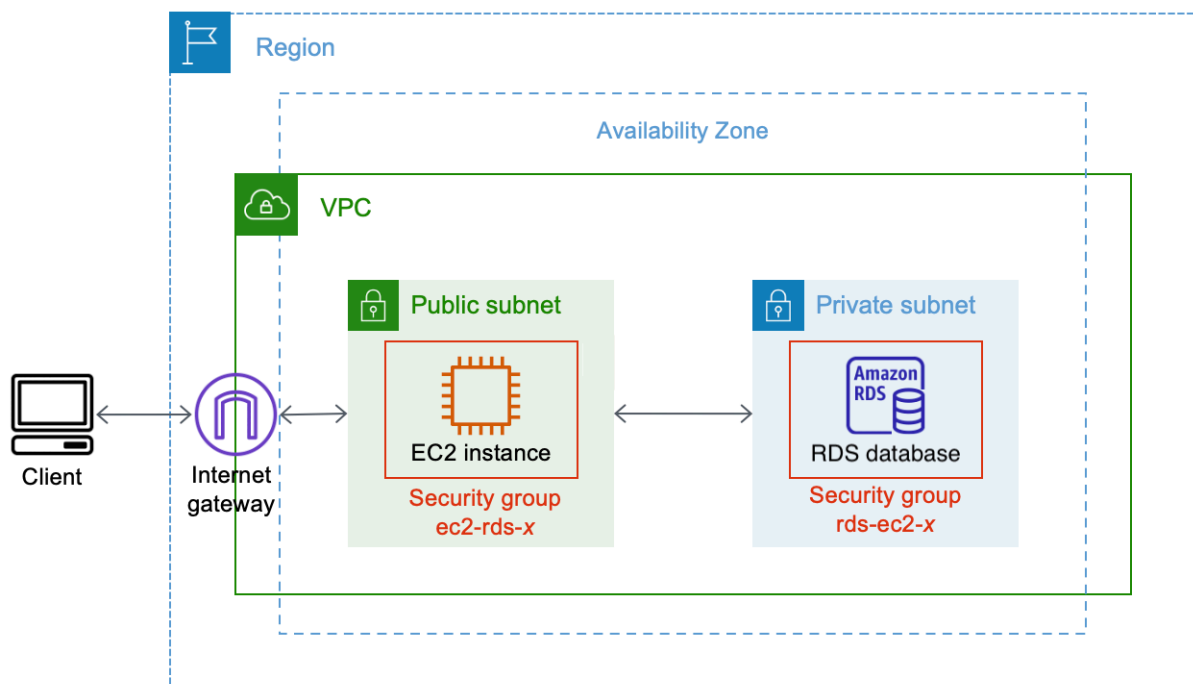 Region
Availability Zone
VPC
Public subnet
Private subnet
Amazon
RDS
EC2 instance
RDS database
Client
Internet
gateway
Security group
ec2-rds-x
Security group
rds-ec2-x